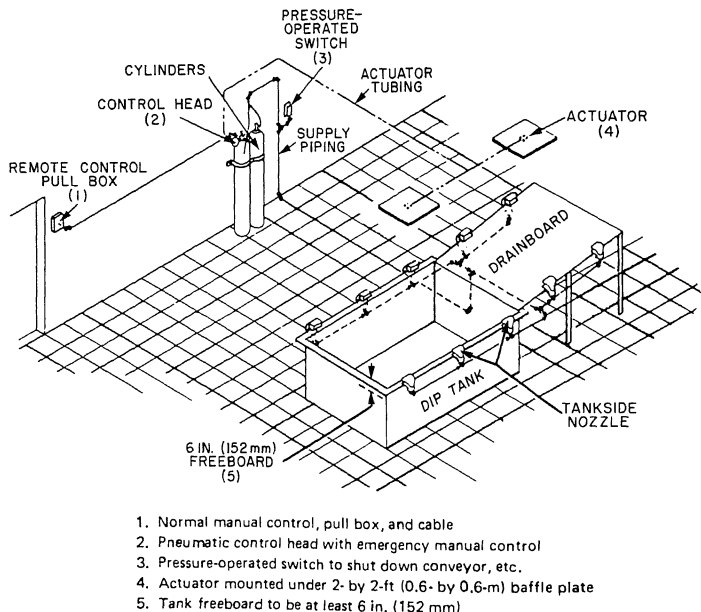 PRESSURE-
OPERATED
SWITCH
(3)
CYLINDERS
ACTUATOR
TUBING
CONTROL HEAD
(2)
ACTUATOR
(4)
SUPPLY
PIPING
REMOTE CONTROL
PULL BOX
(1)
DRAINBOARD
DIP TANK
TANKSIDE
NOZZLE
6 IN. (152 mm)
FREEBOARD
(5)
1. Normal manual control, pull box, and cable
2. Pneumatic control head with emergency manual control
3. Pressure-operated switch to shut down conveyor, etc.
4. Actuator mounted under 2- by 2-ft (0.6- by 0.6-m) baffle plate
5. Tank freeboard to be at least 6 in. (152 mm)